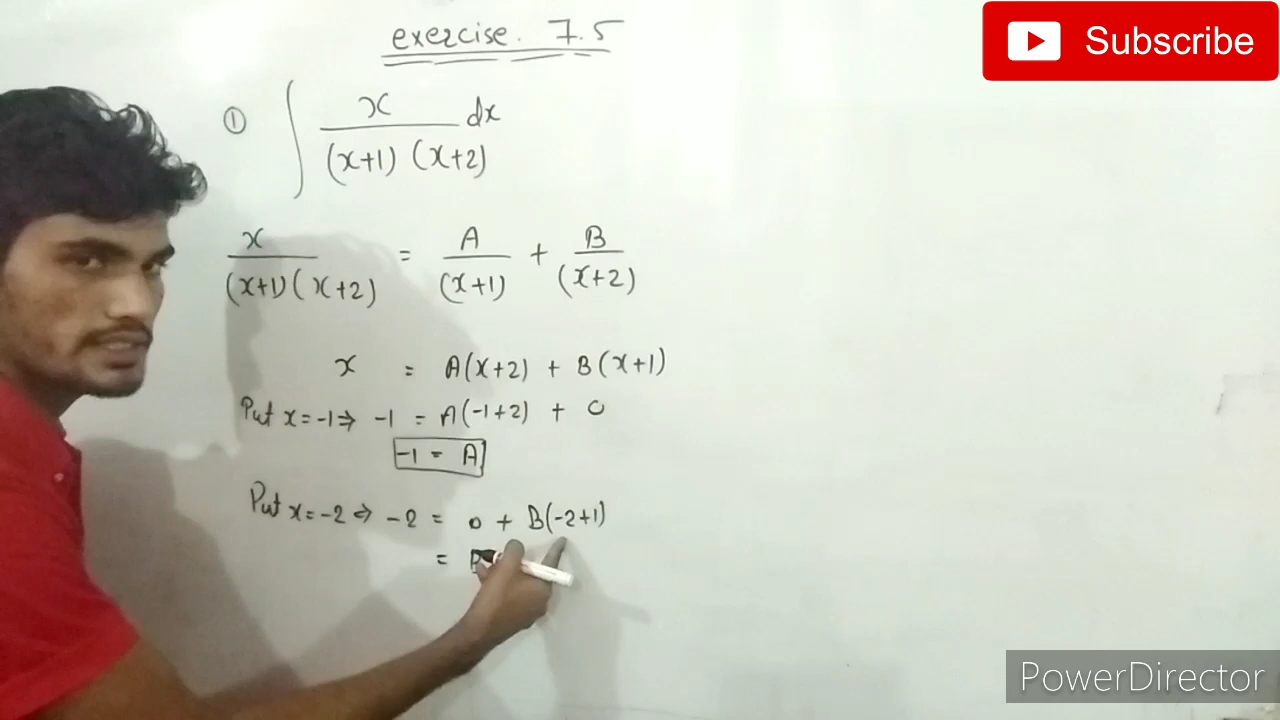 exercise. 7.5
Subscribe
① ∫ x/((x+1)(x+2)) dx
x/((x+1)(x+2)) = A/(x+1) + B/(x+2)
x = A(x+2) + B(x+1)
Put x=-1⇒ -1 = A(-1+2) + 0
-1 = A
Put x=-2⇒ -2 = 0 + B(-2+1)
=
PowerDirector